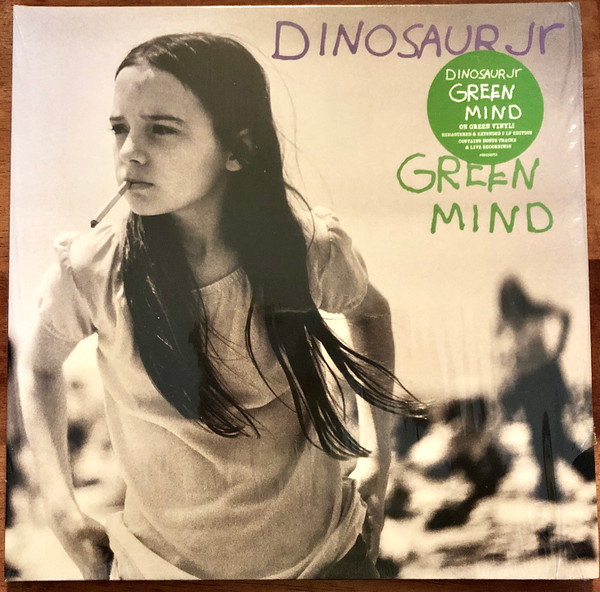 DINOSAUR Jr
DINOSAUR Jr
GREEN
MIND
ON GREEN VINYL!
REMASTERED & EXPANDED 2 LP EDITION
CONTAINS BONUS TRACKS
& LIVE RECORDINGS
GREEN
MIND